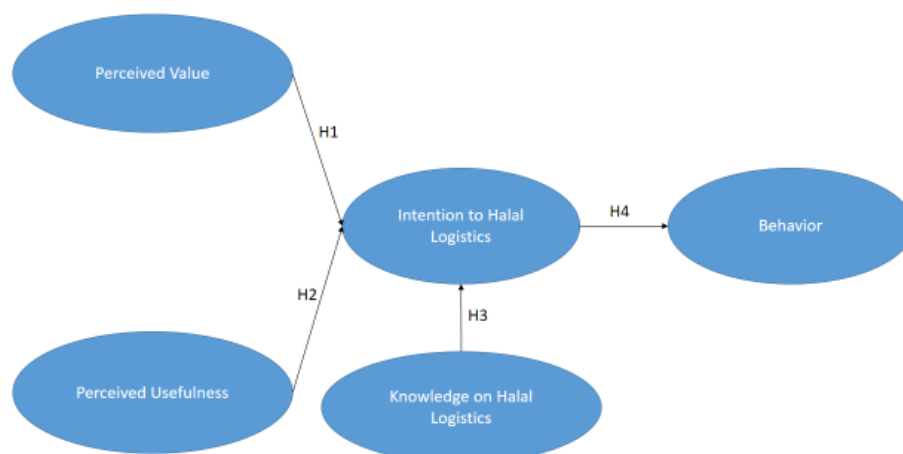 Perceived Value
H1
Intention to Halal
Logistics
H4
Behavior
H2
H3
Perceived Usefulness
Knowledge on Halal
Logistics